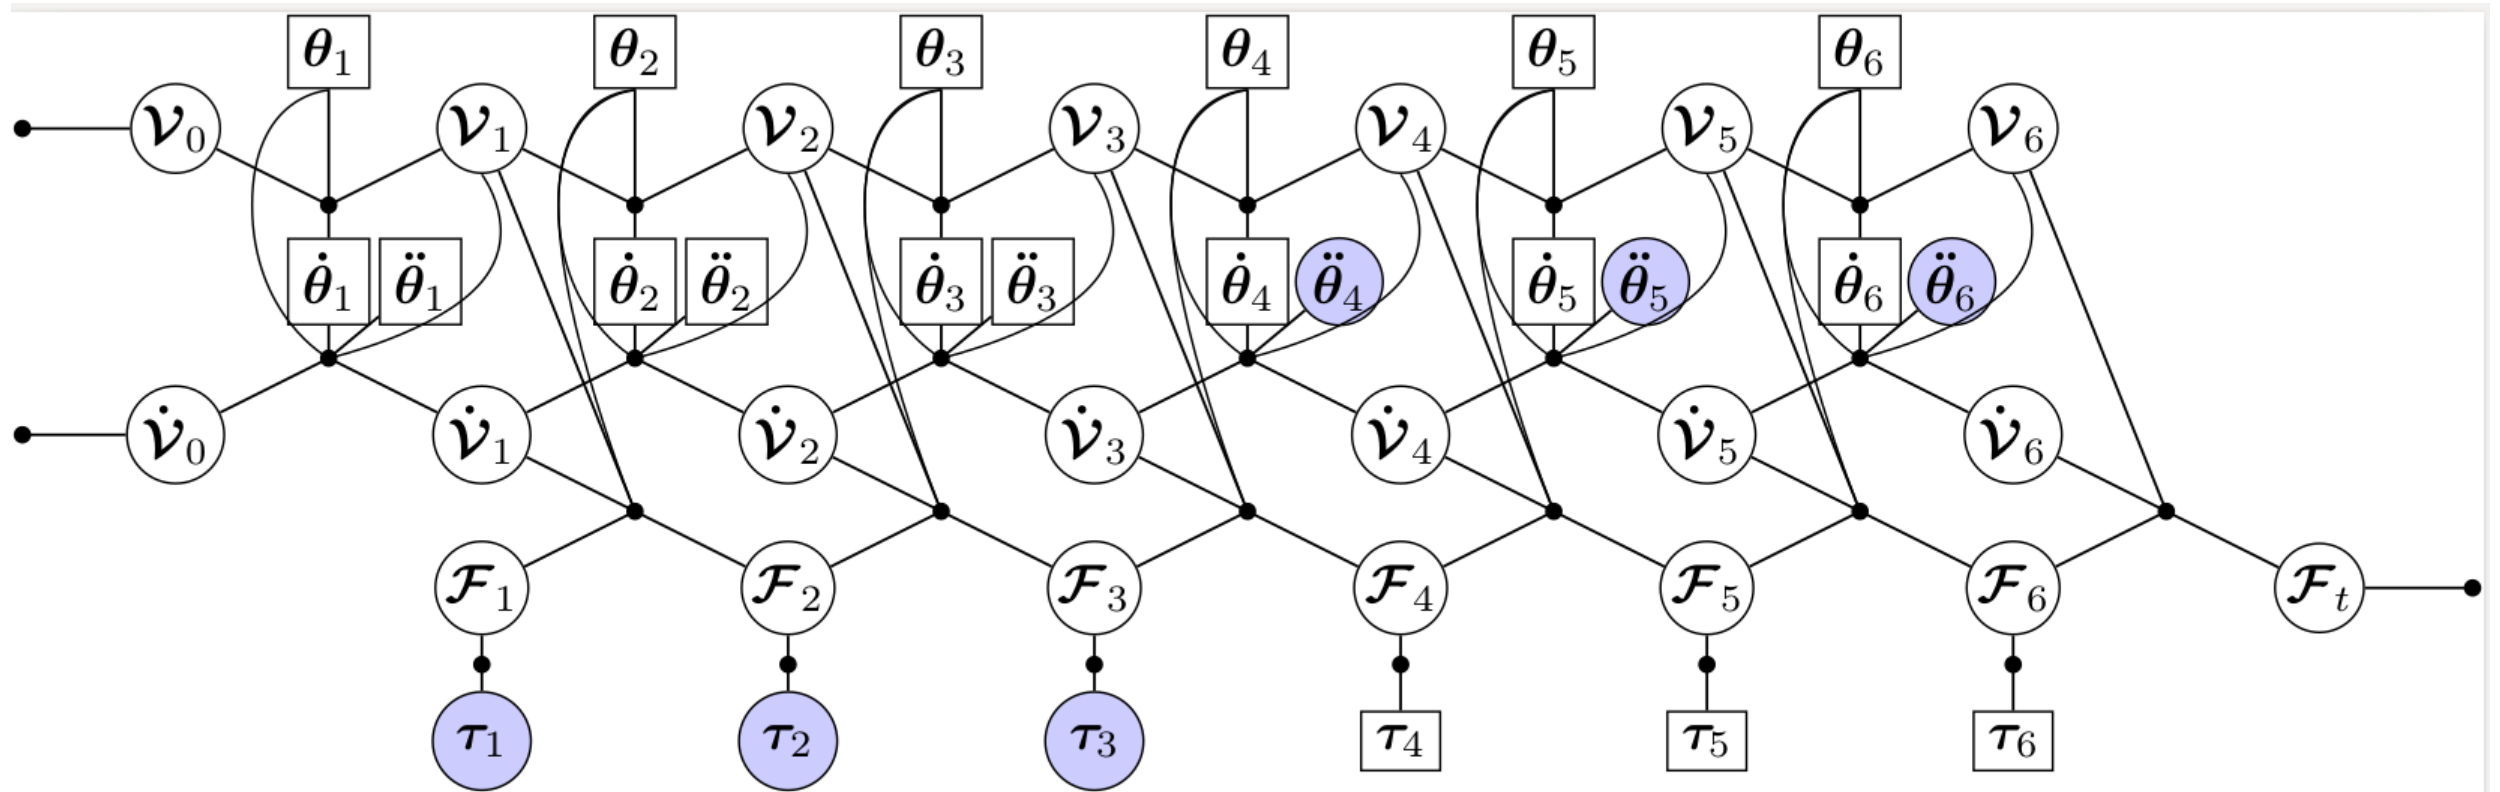 θ₁ θ₂ θ₃ θ₄ θ₅ θ₆
𝒱₀ 𝒱₁ 𝒱₂ 𝒱₃ 𝒱₄ 𝒱₅ 𝒱₆
θ̇₁ θ̈₁ θ̇₂ θ̈₂ θ̇₃ θ̈₃ θ̇₄ θ̈₄ θ̇₅ θ̈₅ θ̇₆ θ̈₆
𝒱̇₀ 𝒱̇₁ 𝒱̇₂ 𝒱̇₃ 𝒱̇₄ 𝒱̇₅ 𝒱̇₆
ℱ₁ ℱ₂ ℱ₃ ℱ₄ ℱ₅ ℱ₆ ℱₜ
τ₁ τ₂ τ₃ τ₄ τ₅ τ₆